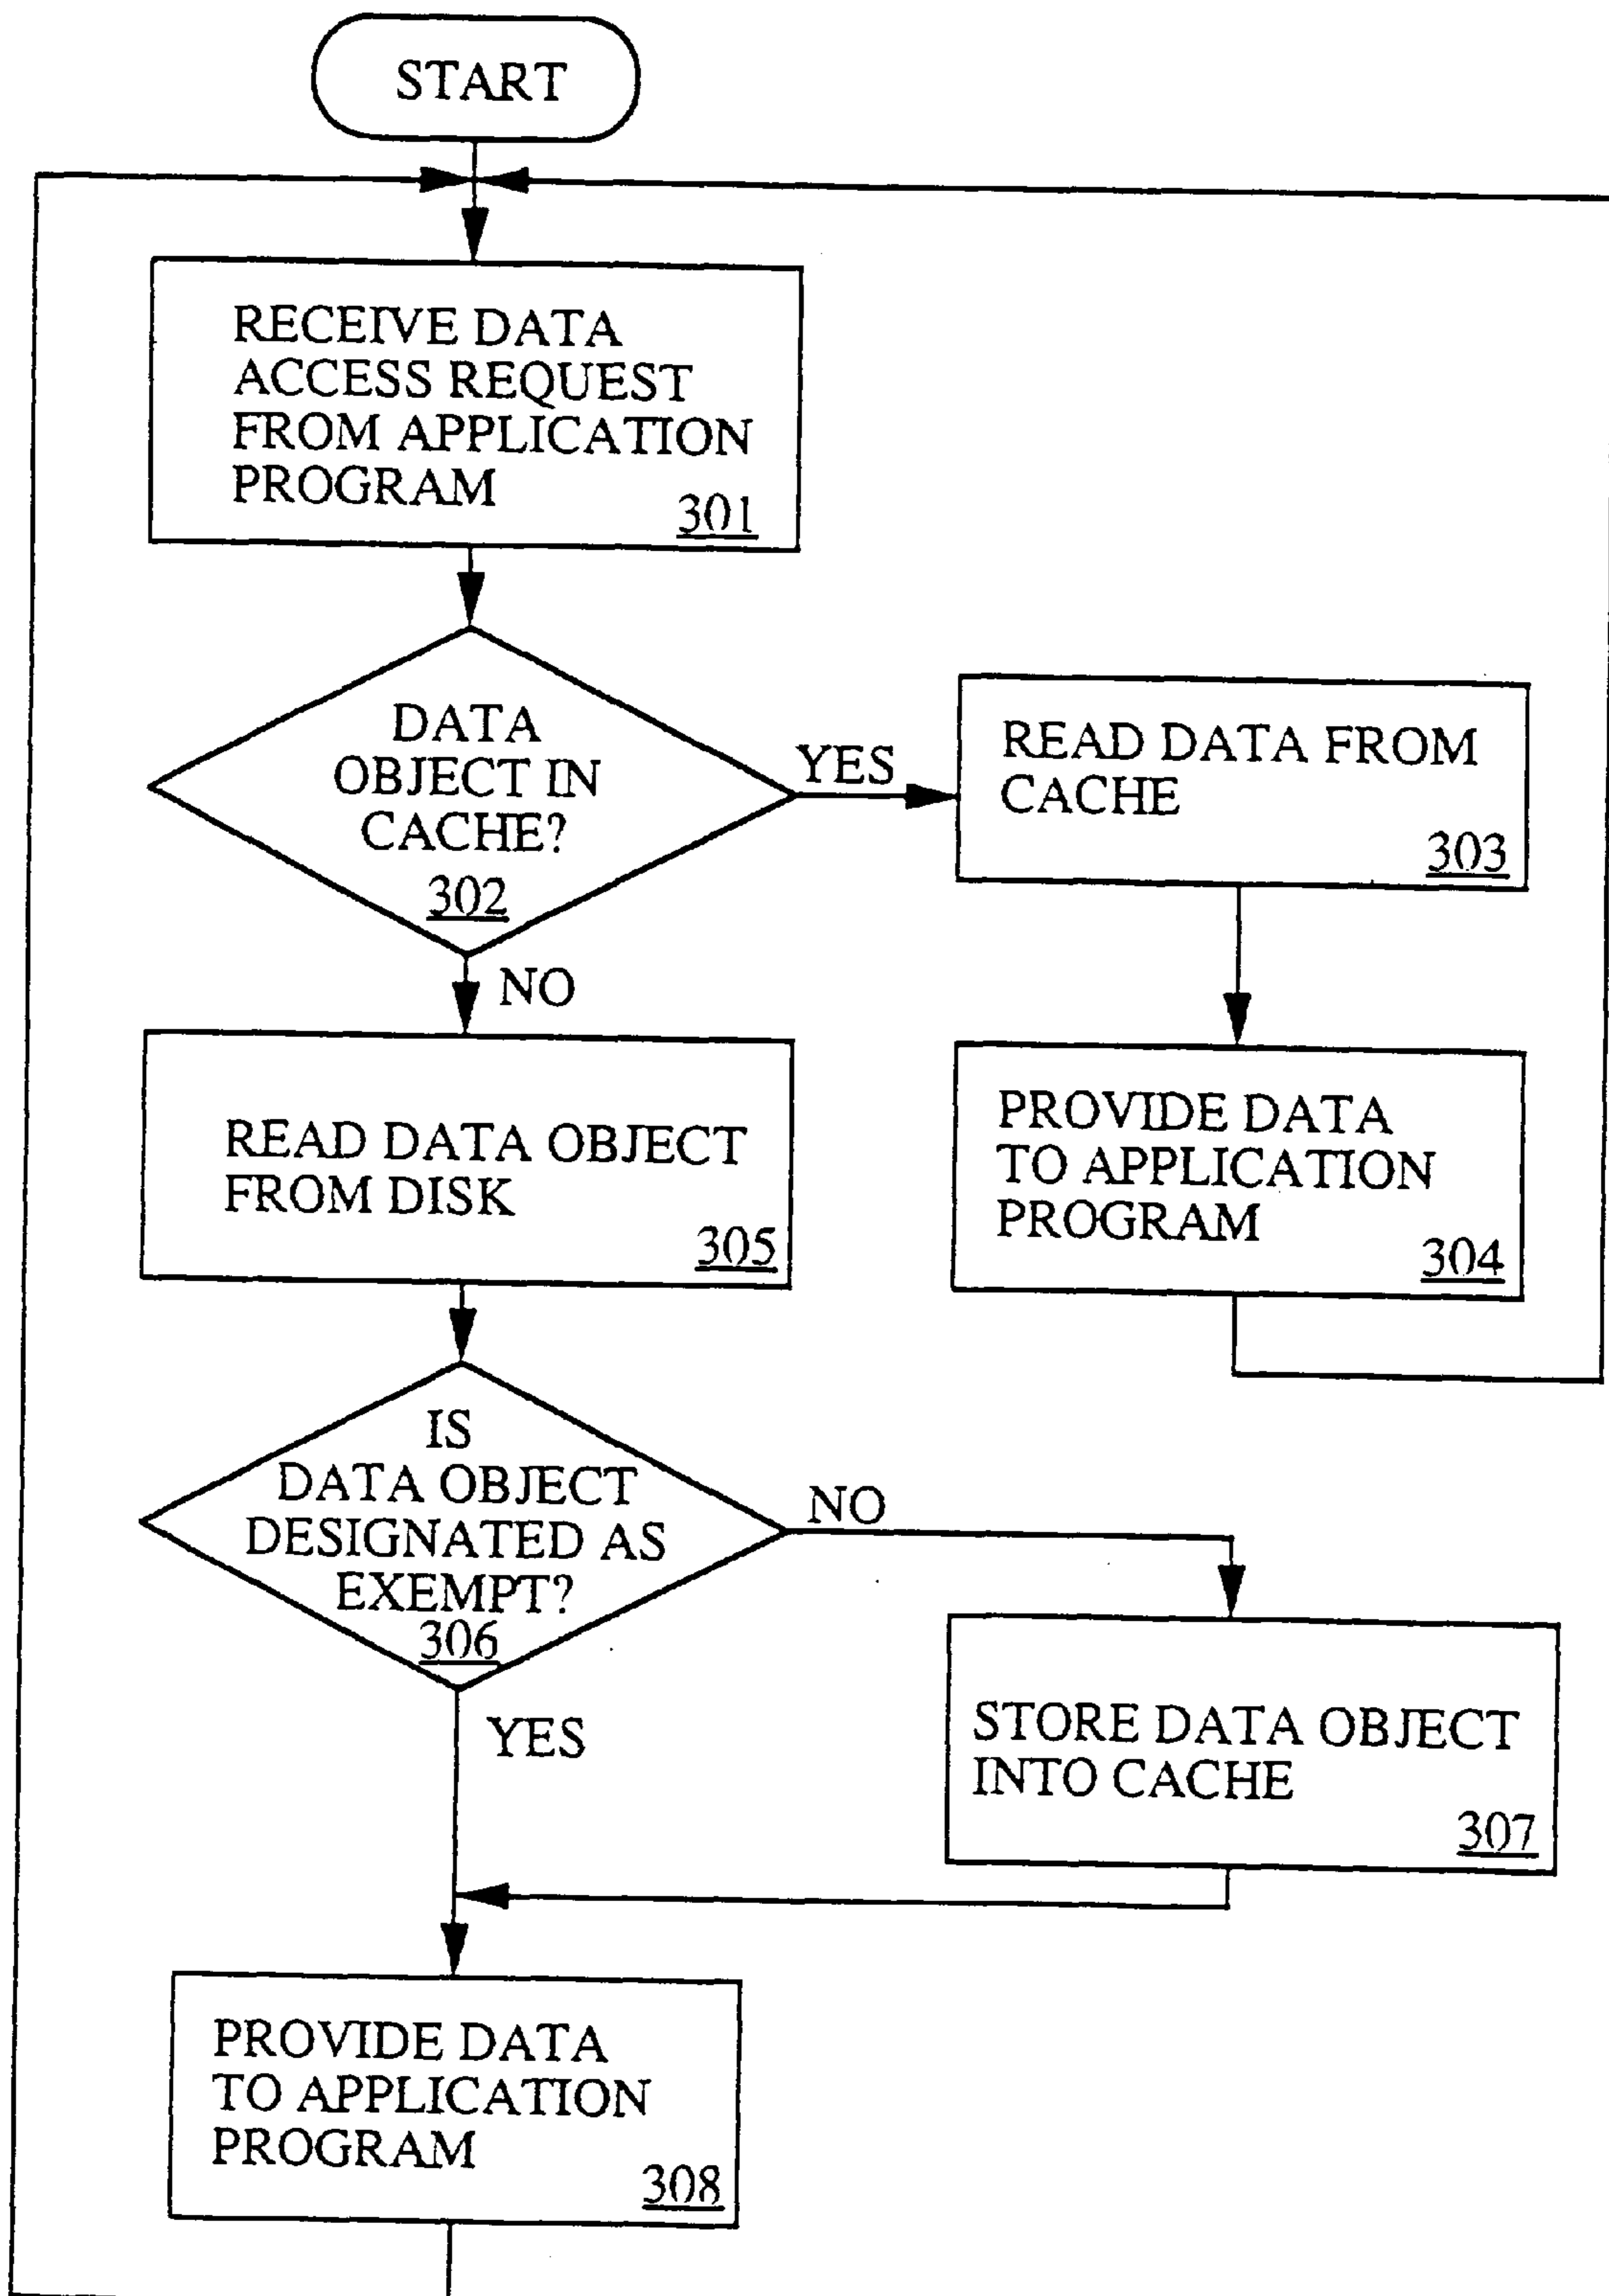 START
RECEIVE DATA
ACCESS REQUEST
FROM APPLICATION
PROGRAM
301
DATA
OBJECT IN
CACHE?
302
YES
READ DATA FROM
CACHE
303
NO
PROVIDE DATA
TO APPLICATION
PROGRAM
304
READ DATA OBJECT
FROM DISK
305
IS
DATA OBJECT
DESIGNATED AS
EXEMPT?
306
NO
YES
STORE DATA OBJECT
INTO CACHE
307
PROVIDE DATA
TO APPLICATION
PROGRAM
308